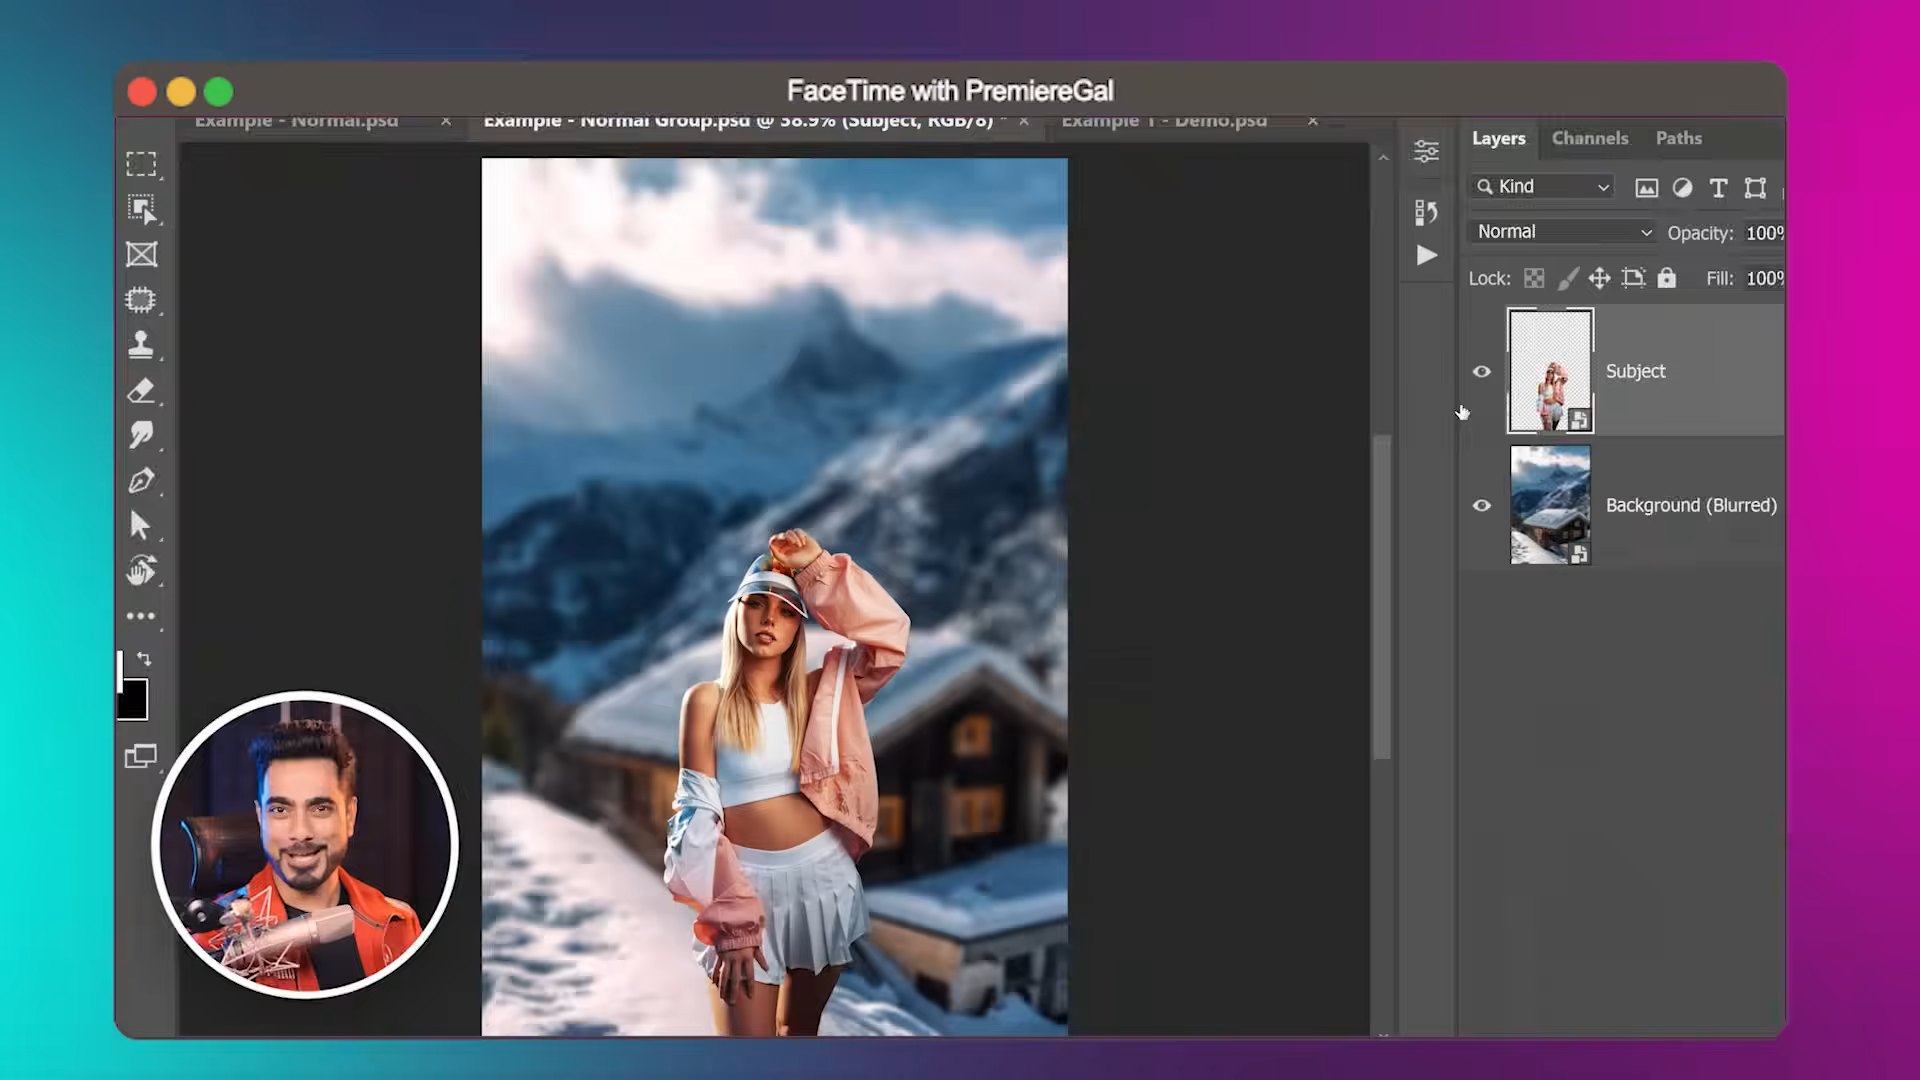 FaceTime with PremiereGal
Example - Normal.psd
Example - Normal Group.psd @ 38.9% (Subject, RGB/8) *
Example 1 - Demo.psd
Layers Channels Paths
Kind
Normal Opacity: 100%
Lock: Fill: 100%
Subject
Background (Blurred)